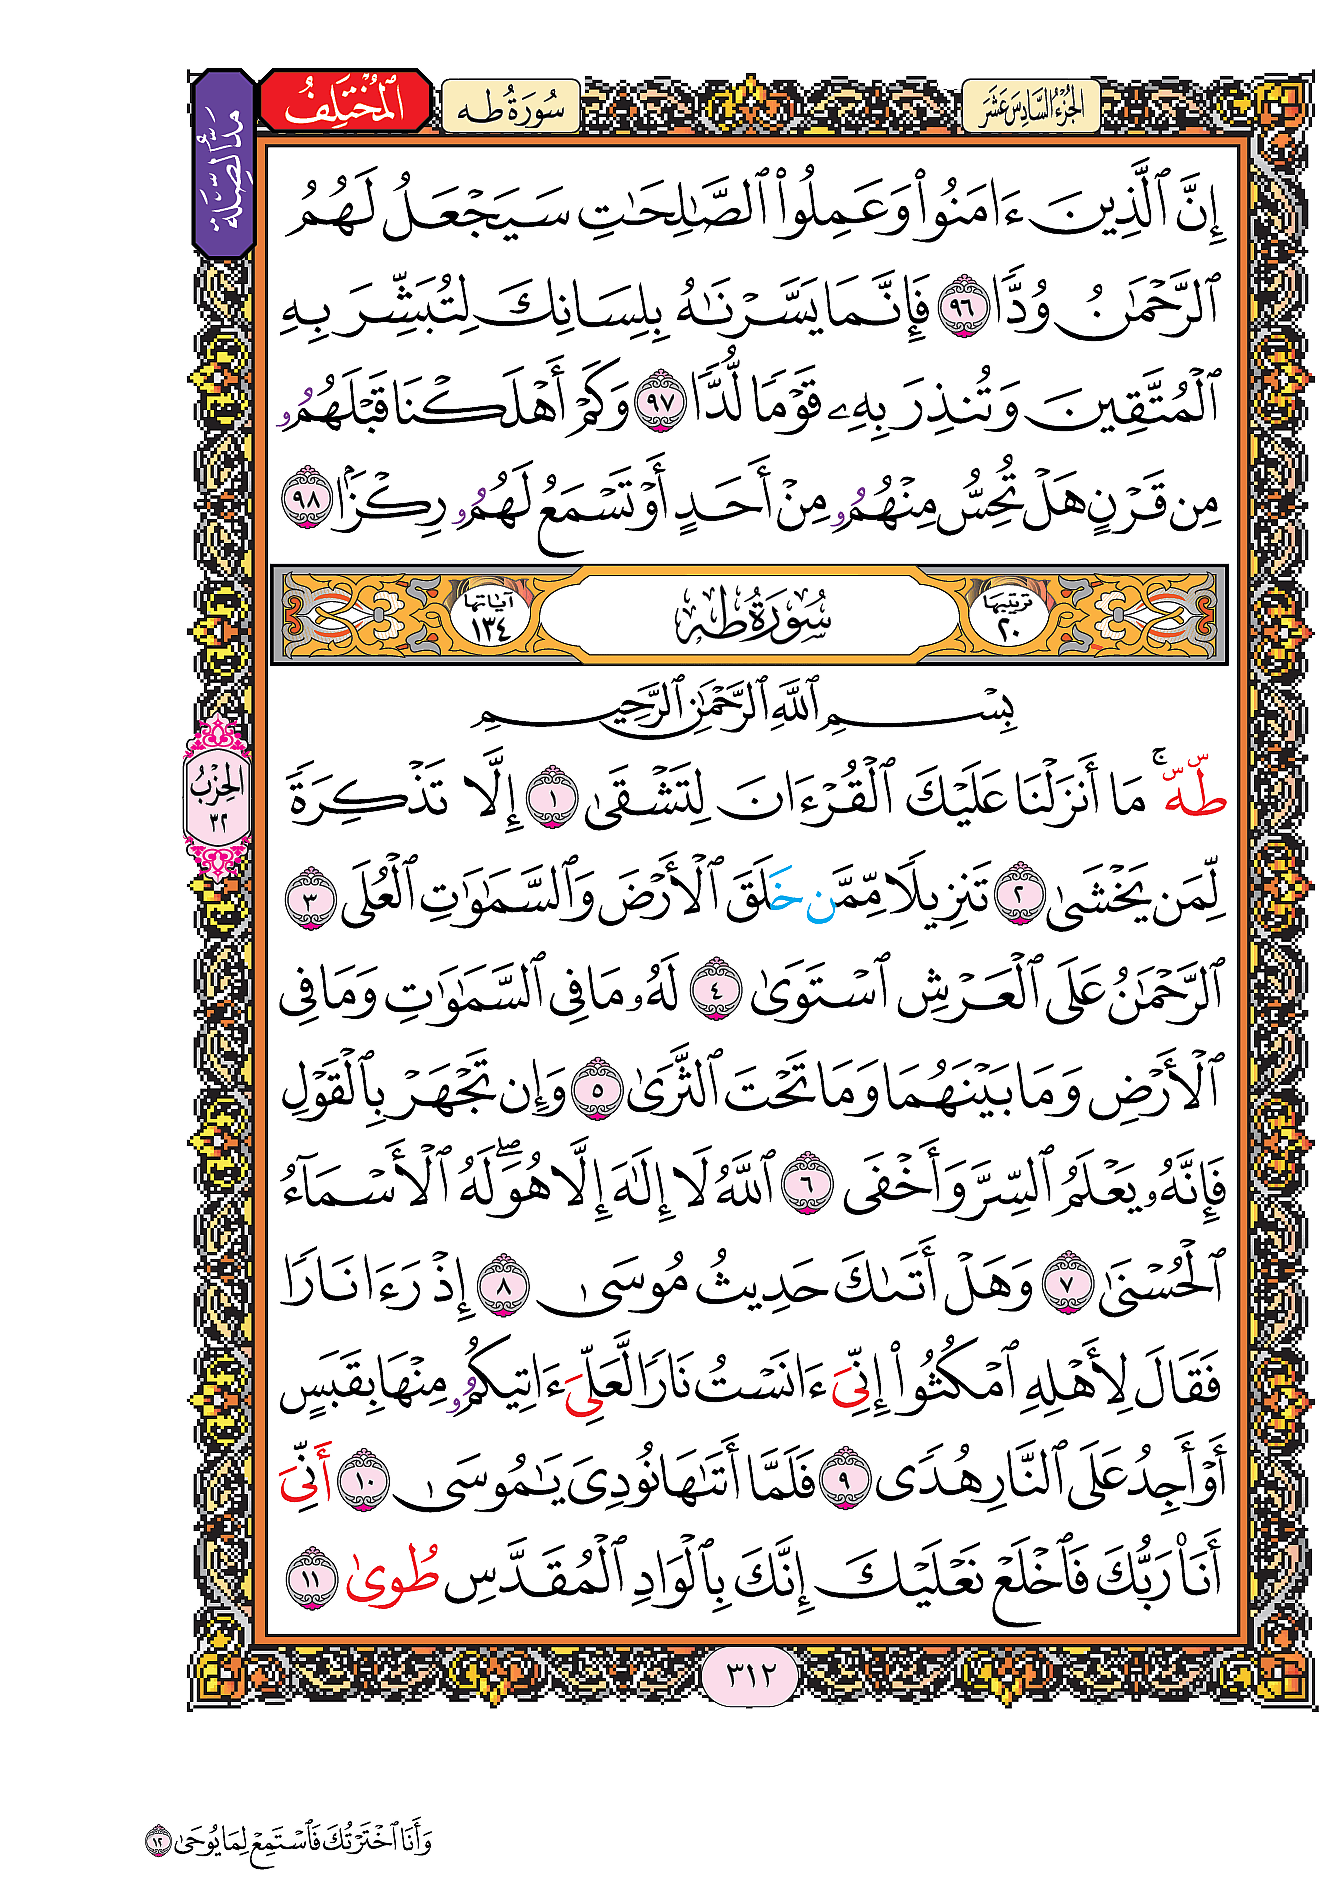 الجُزْءُ السَّادِسَ عَشَرَ
سُورَةُ طه
المُخْتَلِفُ
مَدُّ الصِّلَة
إِنَّ ٱلَّذِينَ ءَامَنُوا۟ وَعَمِلُوا۟ ٱلصَّٰلِحَٰتِ سَيَجْعَلُ لَهُمُ
ٱلرَّحْمَٰنُ وُدًّا ٩٦ فَإِنَّمَا يَسَّرْنَٰهُ بِلِسَانِكَ لِتُبَشِّرَ بِهِ
ٱلْمُتَّقِينَ وَتُنذِرَ بِهِۦ قَوْمًا لُّدًّا ٩٧ وَكَمْ أَهْلَكْنَا قَبْلَهُمُۥ
مِن قَرْنٍ هَلْ تُحِسُّ مِنْهُمُۥ مِنْ أَحَدٍ أَوْ تَسْمَعُ لَهُمُۥ رِكْزًۢا ٩٨
ترتيبها ٢٠
سُورَةُ طه
آياتها ١٣٤
بِسْمِ ٱللَّهِ ٱلرَّحْمَٰنِ ٱلرَّحِيمِ
طسٜهسٜ ۚ مَا أَنزَلْنَا عَلَيْكَ ٱلْقُرْءَانَ لِتَشْقَىٰ ١ إِلَّا تَذْكِرَةً
لِّمَن يَخْشَىٰ ٢ تَنزِيلًا مِّمَّن خَلَقَ ٱلْأَرْضَ وَٱلسَّمَٰوَٰتِ ٱلْعُلَى ٣
ٱلرَّحْمَٰنُ عَلَى ٱلْعَرْشِ ٱسْتَوَىٰ ٤ لَهُۥ مَا فِي ٱلسَّمَٰوَٰتِ وَمَا فِي
ٱلْأَرْضِ وَمَا بَيْنَهُمَا وَمَا تَحْتَ ٱلثَّرَىٰ ٥ وَإِن تَجْهَرْ بِٱلْقَوْلِ
فَإِنَّهُۥ يَعْلَمُ ٱلسِّرَّ وَأَخْفَى ٦ ٱللَّهُ لَا إِلَٰهَ إِلَّا هُوَ ۖ لَهُ ٱلْأَسْمَآءُ
ٱلْحُسْنَىٰ ٧ وَهَلْ أَتَىٰكَ حَدِيثُ مُوسَىٰ ٨ إِذْ رَءَا نَارًا
فَقَالَ لِأَهْلِهِ ٱمْكُثُوا۟ إِنِّيَ ءَانَسْتُ نَارًا لَّعَلِّيَ ءَاتِيكُمُۥ مِنْهَا بِقَبَسٍ
أَوْ أَجِدُ عَلَى ٱلنَّارِ هُدًى ٩ فَلَمَّا أَتَىٰهَا نُودِيَ يَٰمُوسَىٰ ١٠ أَنِّيَ
أَنَا۠ رَبُّكَ فَٱخْلَعْ نَعْلَيْكَ إِنَّكَ بِٱلْوَادِ ٱلْمُقَدَّسِ طُوىٰ ١١
الحِزْبُ
٣٢
٣١٢
وَأَنَا ٱخْتَرْتُكَ فَٱسْتَمِعْ لِمَا يُوحَىٰ ١٢